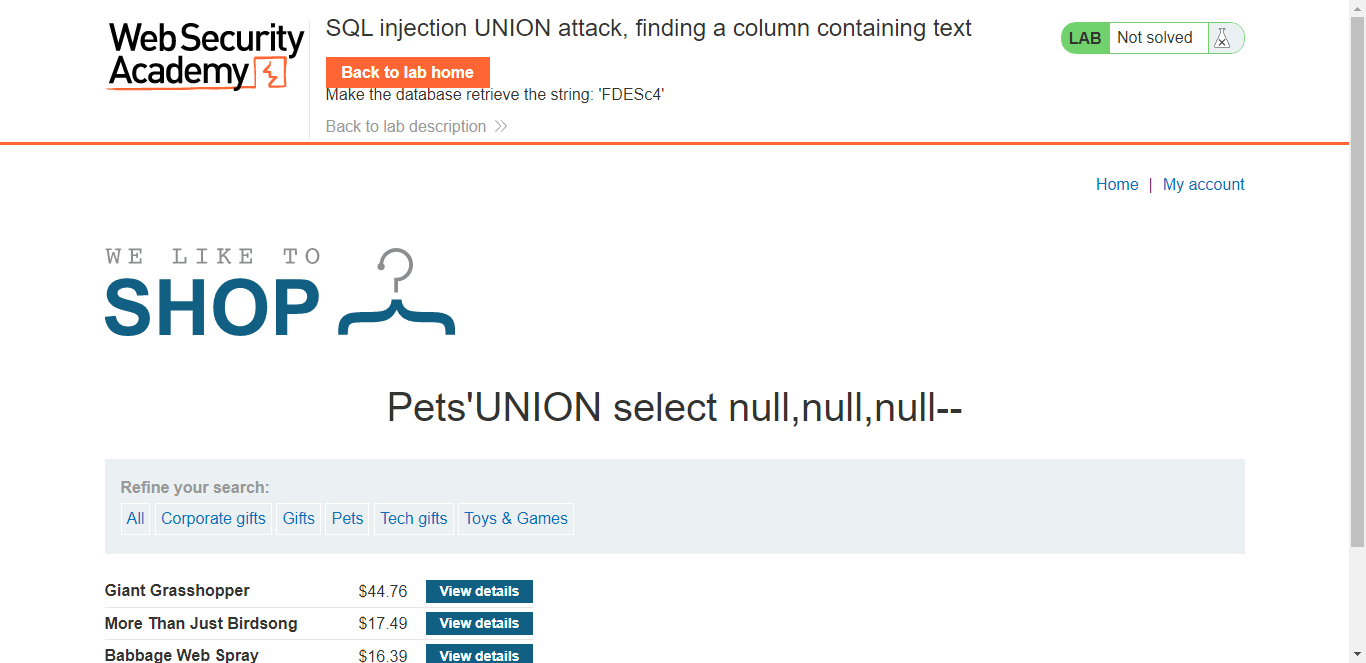 Web Security
Academy
SQL injection UNION attack, finding a column containing text
LAB Not solved
Back to lab home
Make the database retrieve the string: 'FDESc4'
Back to lab description
Home | My account
WE LIKE TO
SHOP
Pets'UNION select null,null,null--
Refine your search:
All Corporate gifts Gifts Pets Tech gifts Toys & Games
Giant Grasshopper $44.76 View details
More Than Just Birdsong $17.49 View details
Babbage Web Spray $16.39 View details